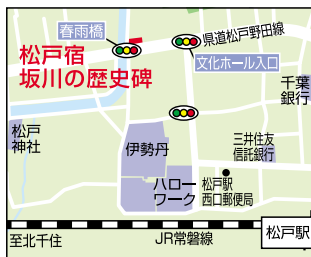 春雨橋
県道松戸野田線
松戸宿
坂川の歴史碑
文化ホール入口
千葉
銀行
松戸
神社
伊勢丹
三井住友
信託銀行
ハロー
ワーク
松戸駅
西口郵便局
至北千住
JR常磐線
松戸駅